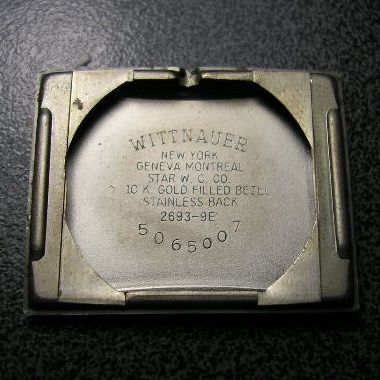 WITTNAUER
NEW YORK
GENEVA MONTREAL
STAR W. C. CO.
10 K. GOLD FILLED BEZEL
STAINLESS BACK
2693-9E
5065007